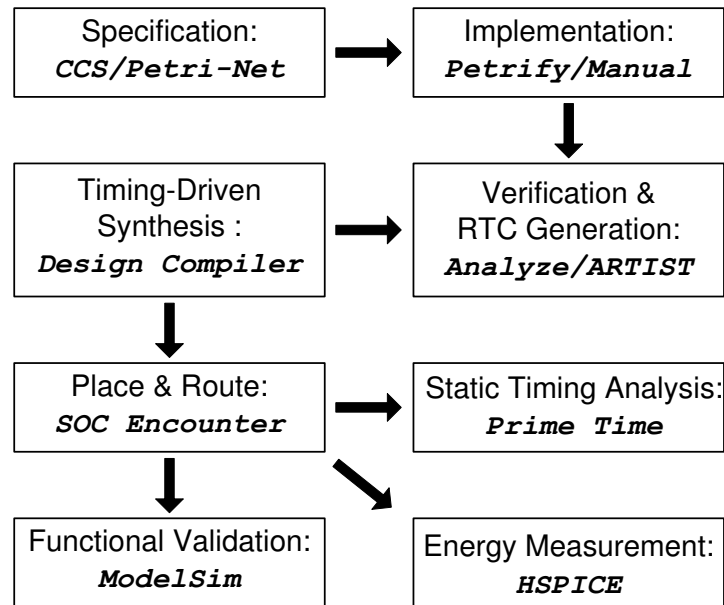 Specification:
CCS/Petri-Net
Implementation:
Petrify/Manual
Timing-Driven
Synthesis :
Design Compiler
Verification &
RTC Generation:
Analyze/ARTIST
Place & Route:
SOC Encounter
Static Timing Analysis:
Prime Time
Functional Validation:
ModelSim
Energy Measurement:
HSPICE